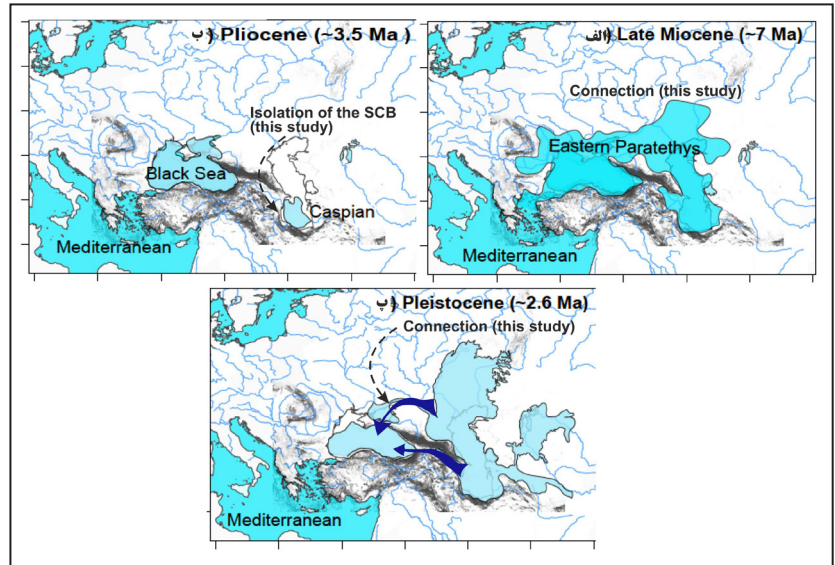 الف) Late Miocene (~7 Ma)
Connection (this study)
Eastern Paratethys
Mediterranean
ب) Pliocene (~3.5 Ma )
Isolation of the SCB
(this study)
Black Sea
Caspian
Mediterranean
پ) Pleistocene (~2.6 Ma)
Connection (this study)
Mediterranean